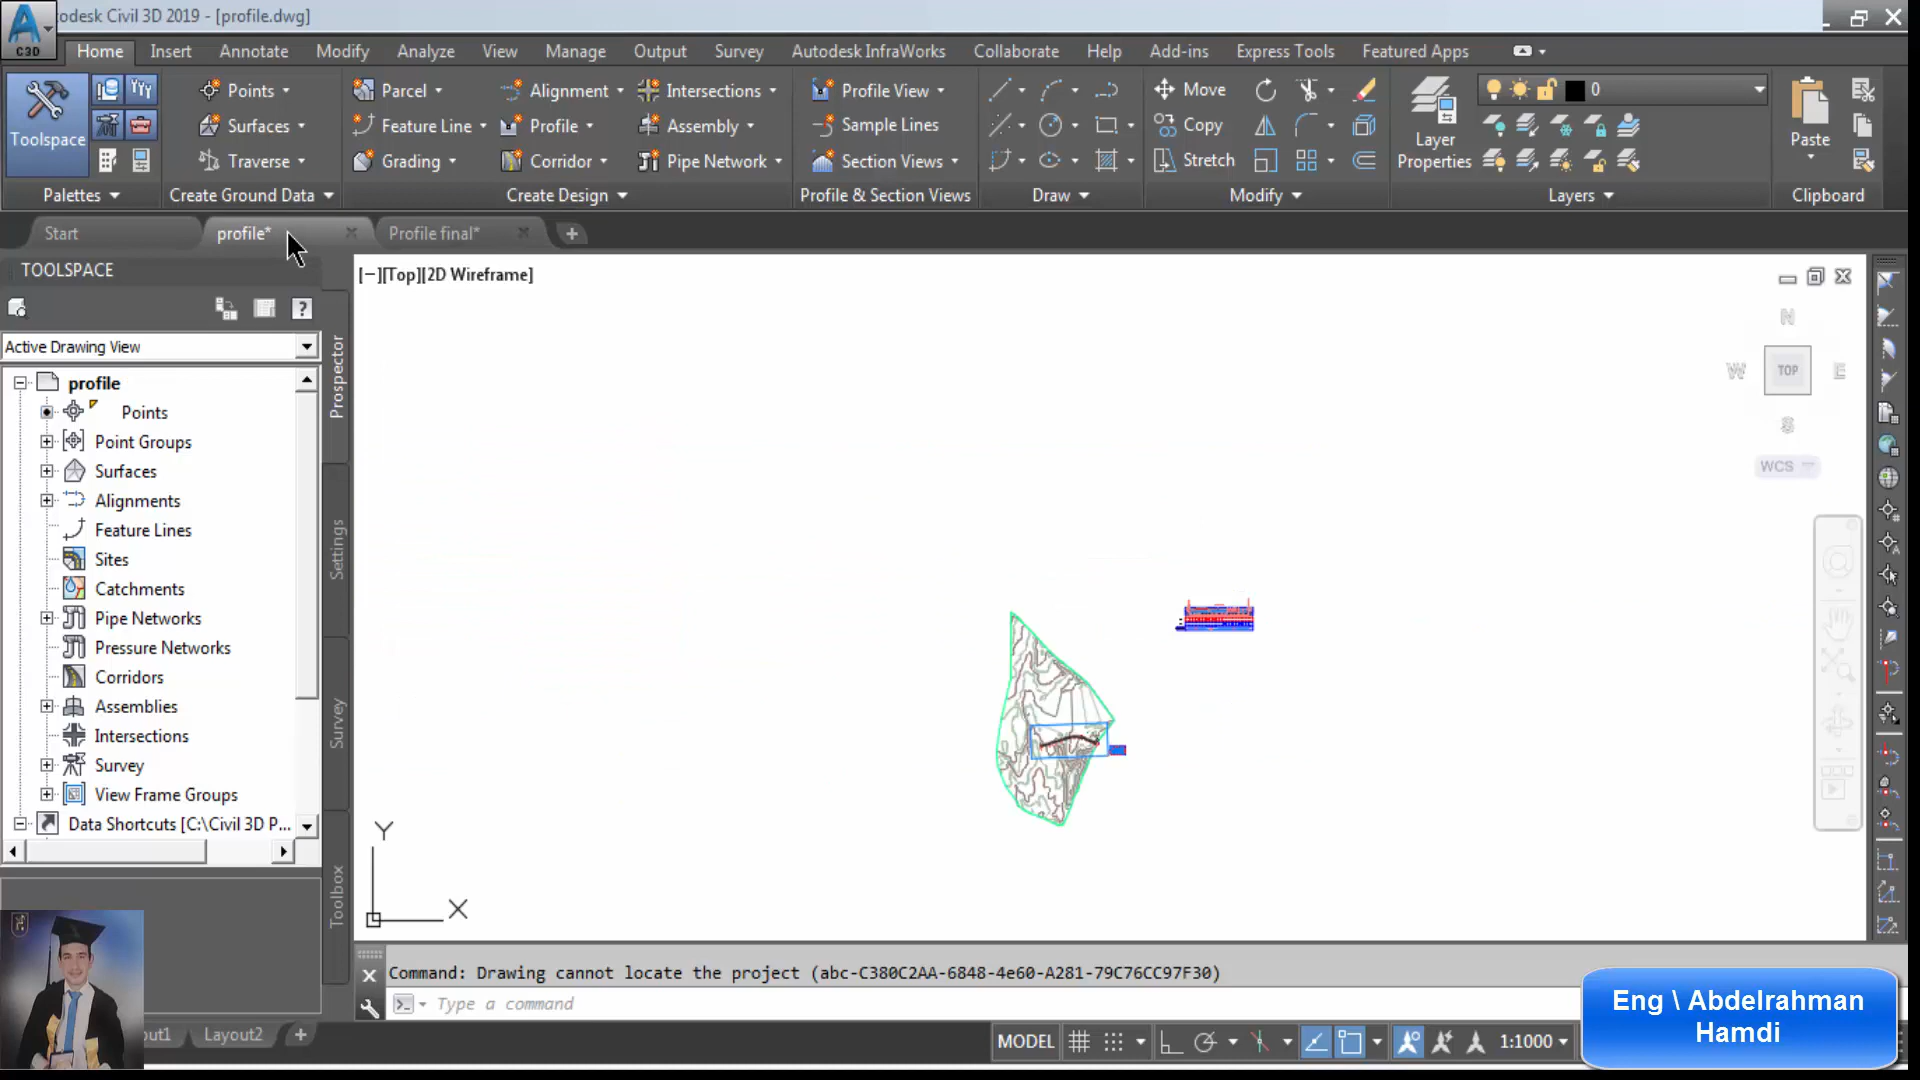 odesk Civil 3D 2019 - [profile.dwg]
C3D
Home Insert Annotate Modify Analyze View Manage Output Survey Autodesk InfraWorks Collaborate Help Add-ins Express Tools Featured Apps
Toolspace
Points
Surfaces
Traverse
Parcel
Feature Line
Grading
Alignment
Profile
Corridor
Intersections
Assembly
Pipe Network
Profile View
Sample Lines
Section Views
Move
Copy
Stretch
Layer
Properties
0
Paste
Palettes
Create Ground Data
Create Design
Profile & Section Views
Draw
Modify
Layers
Clipboard
Start
profile*
Profile final*
TOOLSPACE
Active Drawing View
profile
Points
Point Groups
Surfaces
Alignments
Feature Lines
Sites
Catchments
Pipe Networks
Pressure Networks
Corridors
Assemblies
Intersections
Survey
View Frame Groups
Data Shortcuts [C:\Civil 3D P...
Prospector
Settings
Survey
Toolbox
[−][Top][2D Wireframe]
N
W
TOP
E
S
WCS
Y
X
Command: Drawing cannot locate the project (abc-C380C2AA-6848-4e60-A281-79C76CC97F30)
Type a command
out1
Layout2
MODEL
1:1000
Eng \ Abdelrahman
Hamdi